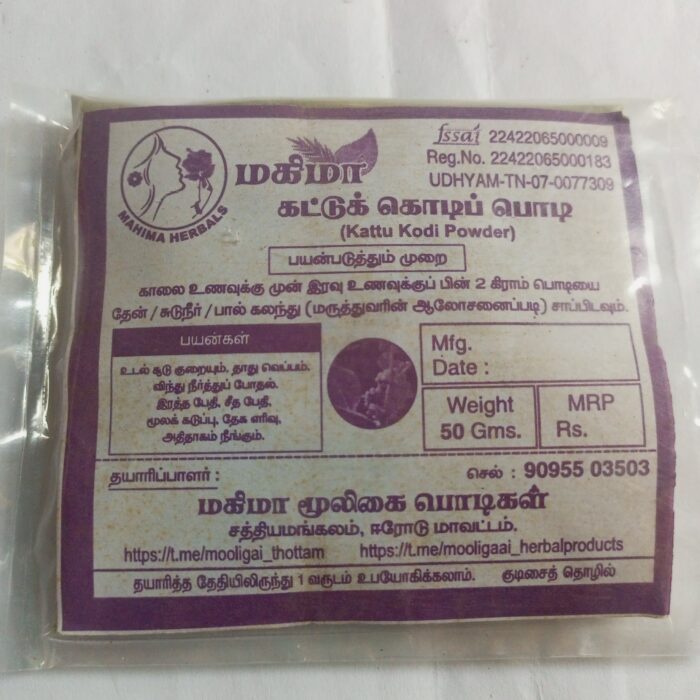 fssai 22422065000009
Reg.No. 22422065000183
UDHYAM-TN-07-0077309
மகிமா
MAHIMA HERBALS
கட்டுக் கொடிப் பொடி
(Kattu Kodi Powder)
பயன்படுத்தும் முறை
காலை உணவுக்கு முன் இரவு உணவுக்குப் பின் 2 கிராம் பொடியை
தேன் / சுடுநீர் / பால் கலந்து (மருத்துவரின் ஆலோசனைப்படி) சாப்பிடவும்.
பயன்கள்
உடல் சூடு குறையும், தாது வெப்பம்,
விந்து நீர்த்துப் போதல்,
இரத்த பேதி, சீத பேதி,
மூலக் கடுப்பு, தேக எரிவு,
அதிதாகம் நீங்கும்.
Mfg.
Date :
Weight
50 Gms.
MRP
Rs.
தயாரிப்பாளர் :
செல் : 90955 03503
மகிமா மூலிகை பொடிகள்
சத்தியமங்கலம், ஈரோடு மாவட்டம்.
https://t.me/mooligai_thottam https://t.me/mooligaai_herbalproducts
தயாரித்த தேதியிலிருந்து 1 வருடம் உபயோகிக்கலாம். குடிசைத் தொழில்